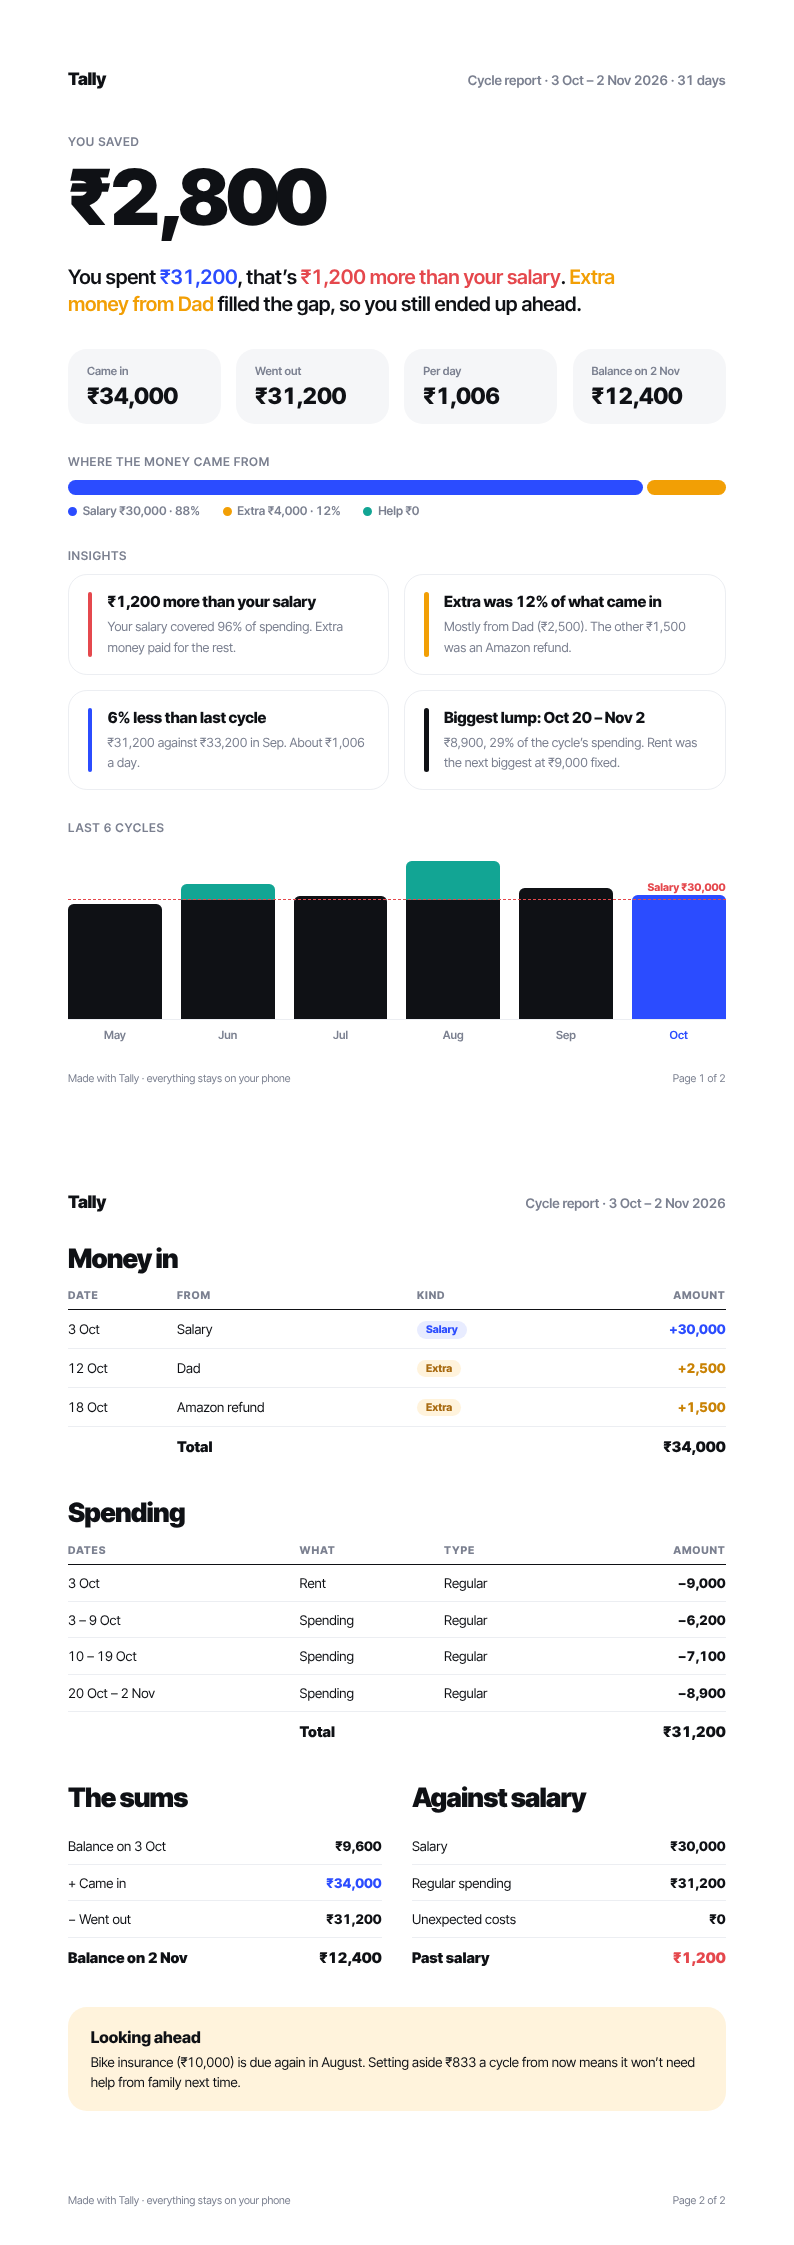 Tally
Cycle report · 3 Oct – 2 Nov 2026 · 31 days
YOU SAVED
₹2,800
You spent ₹31,200, that’s ₹1,200 more than your salary. Extra
money from Dad filled the gap, so you still ended up ahead.
Came in
₹34,000
Went out
₹31,200
Per day
₹1,006
Balance on 2 Nov
₹12,400
WHERE THE MONEY CAME FROM
Salary ₹30,000 · 88%
Extra ₹4,000 · 12%
Help ₹0
INSIGHTS
₹1,200 more than your salary
Your salary covered 96% of spending. Extra
money paid for the rest.
Extra was 12% of what came in
Mostly from Dad (₹2,500). The other ₹1,500
was an Amazon refund.
6% less than last cycle
₹31,200 against ₹33,200 in Sep. About ₹1,006
a day.
Biggest lump: Oct 20 – Nov 2
₹8,900, 29% of the cycle’s spending. Rent was
the next biggest at ₹9,000 fixed.
LAST 6 CYCLES
Salary ₹30,000
May Jun Jul Aug Sep Oct
Made with Tally · everything stays on your phone
Page 1 of 2
Tally
Cycle report · 3 Oct – 2 Nov 2026
Money in
DATE FROM KIND AMOUNT
3 Oct Salary Salary +30,000
12 Oct Dad Extra +2,500
18 Oct Amazon refund Extra +1,500
Total ₹34,000
Spending
DATES WHAT TYPE AMOUNT
3 Oct Rent Regular −9,000
3 – 9 Oct Spending Regular −6,200
10 – 19 Oct Spending Regular −7,100
20 Oct – 2 Nov Spending Regular −8,900
Total ₹31,200
The sums
Balance on 3 Oct ₹9,600
+ Came in ₹34,000
− Went out ₹31,200
Balance on 2 Nov ₹12,400
Against salary
Salary ₹30,000
Regular spending ₹31,200
Unexpected costs ₹0
Past salary ₹1,200
Looking ahead
Bike insurance (₹10,000) is due again in August. Setting aside ₹833 a cycle from now means it won’t need
help from family next time.
Made with Tally · everything stays on your phone
Page 2 of 2